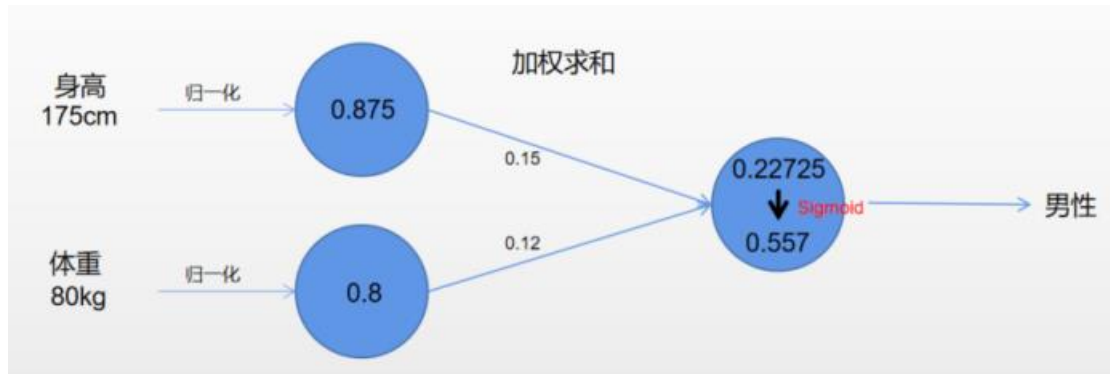 加权求和
身高
175cm
归一化
0.875
0.15
0.22725
Sigmoid
0.557
男性
0.12
体重
80kg
归一化
0.8